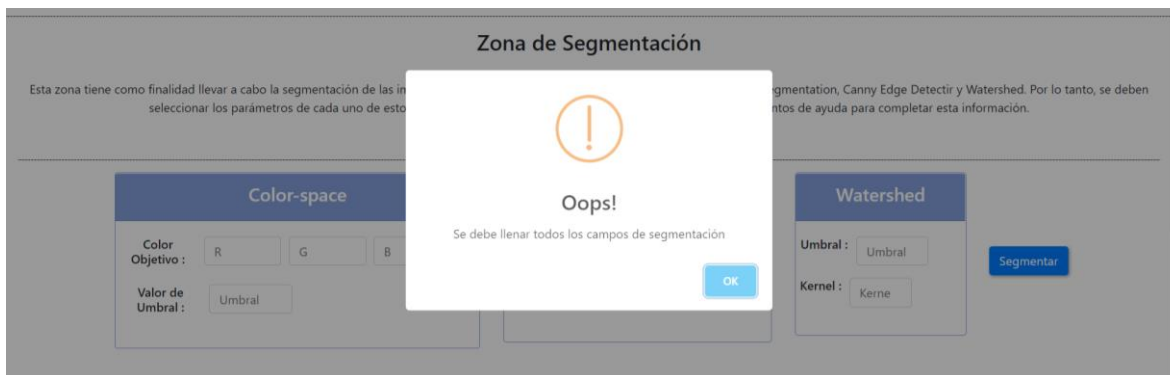 Zona de Segmentación
Esta zona tiene como finalidad llevar a cabo la segmentación de las egmentation, Canny Edge Detectir y Watershed. Por lo tanto, se deben
seleccionar los parámetros de cada uno de esto ntos de ayuda para completar esta información.
Color-space
Color
Objetivo :
R
G
B
Valor de
Umbral :
Umbral
Oops!
Se debe llenar todos los campos de segmentación
OK
Watershed
Umbral :
Umbral
Kernel :
Kerne
Segmentar